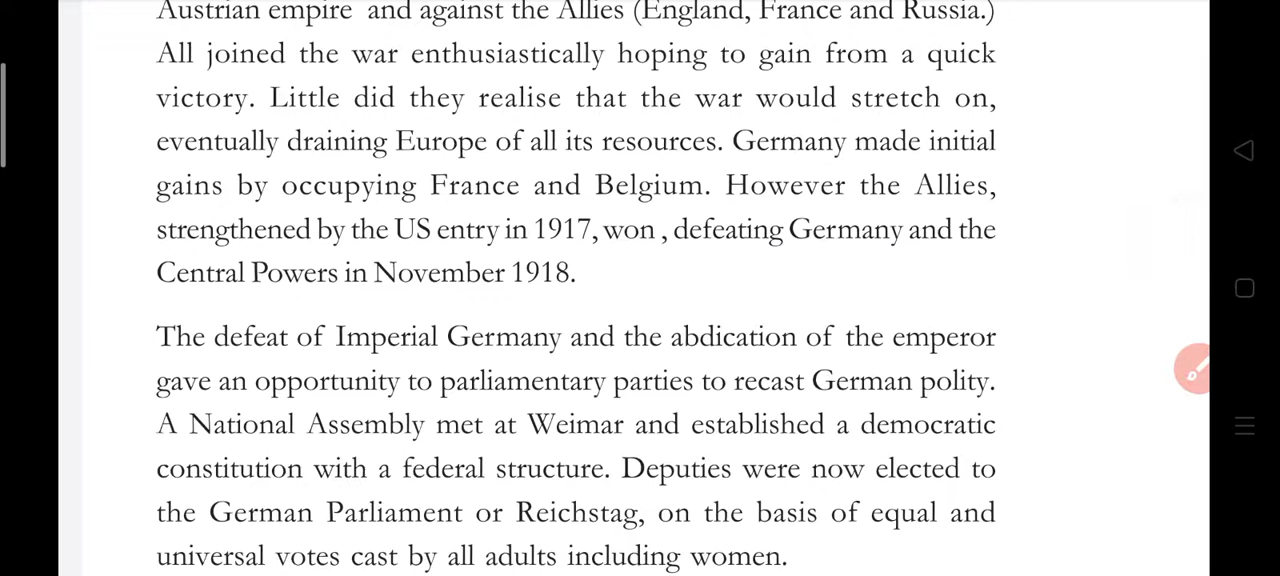 Austrian empire and against the Allies (England, France and Russia.)
All joined the war enthusiastically hoping to gain from a quick
victory. Little did they realise that the war would stretch on,
eventually draining Europe of all its resources. Germany made initial
gains by occupying France and Belgium. However the Allies,
strengthened by the US entry in 1917, won , defeating Germany and the
Central Powers in November 1918.
The defeat of Imperial Germany and the abdication of the emperor
gave an opportunity to parliamentary parties to recast German polity.
A National Assembly met at Weimar and established a democratic
constitution with a federal structure. Deputies were now elected to
the German Parliament or Reichstag, on the basis of equal and
universal votes cast by all adults including women.